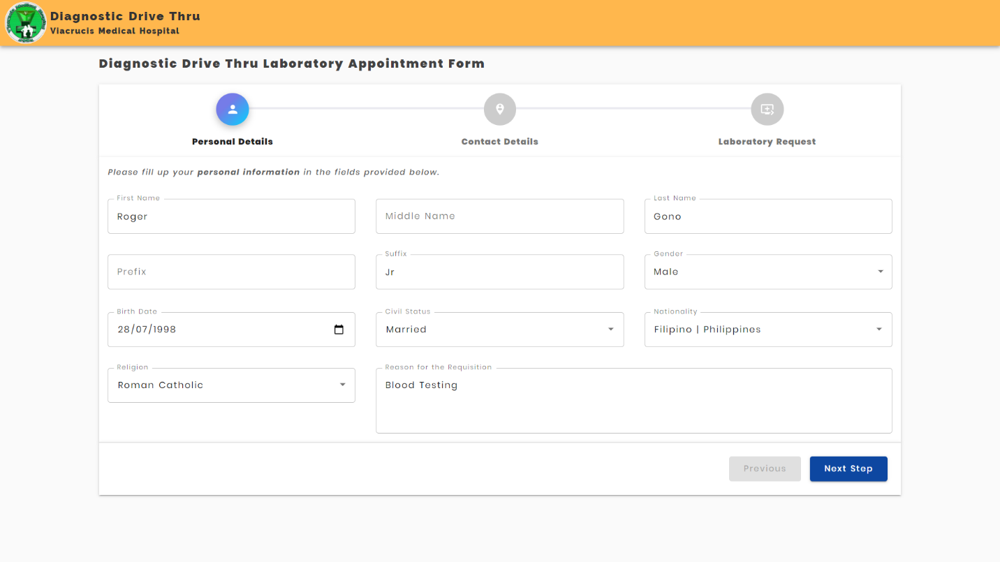 Diagnostic Drive Thru
Viacrucis Medical Hospital
Diagnostic Drive Thru Laboratory Appointment Form
Personal Details
Contact Details
Laboratory Request
Please fill up your personal information in the fields provided below.
First Name
Roger
Middle Name
Last Name
Gono
Prefix
Suffix
Jr
Gender
Male
Birth Date
28/07/1998
Civil Status
Married
Nationality
Filipino | Philippines
Religion
Roman Catholic
Reason for the Requisition
Blood Testing
Previous
Next Step